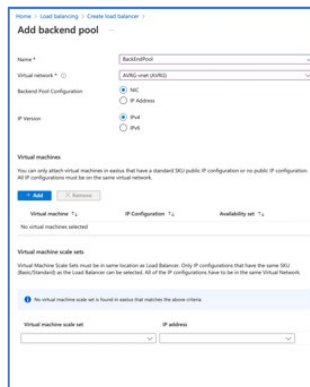 Home > Load balancing > Create load balancer >
Add backend pool ...
Name *
BackEndPool
Virtual network *
AVRG-vnet (AVRG)
Backend Pool Configuration
NIC
IP Address
IP Version
IPv4
IPv6
Virtual machines
You can only attach virtual machines in eastus that have a standard SKU public IP configuration or no public IP configuration.
All IP configurations must be on the same virtual network.
+ Add
× Remove
Virtual machine ↑↓ IP Configuration ↑↓ Availability set ↑↓
No virtual machines selected
Virtual machine scale sets
Virtual Machine Scale Sets must be in same location as Load Balancer. Only IP configurations that have the same SKU
(Basic/Standard) as the Load Balancer can be selected. All of the IP configurations have to be in the same Virtual Network.
No virtual machine scale set is found in eastus that matches the above criteria
Virtual machine scale set IP address